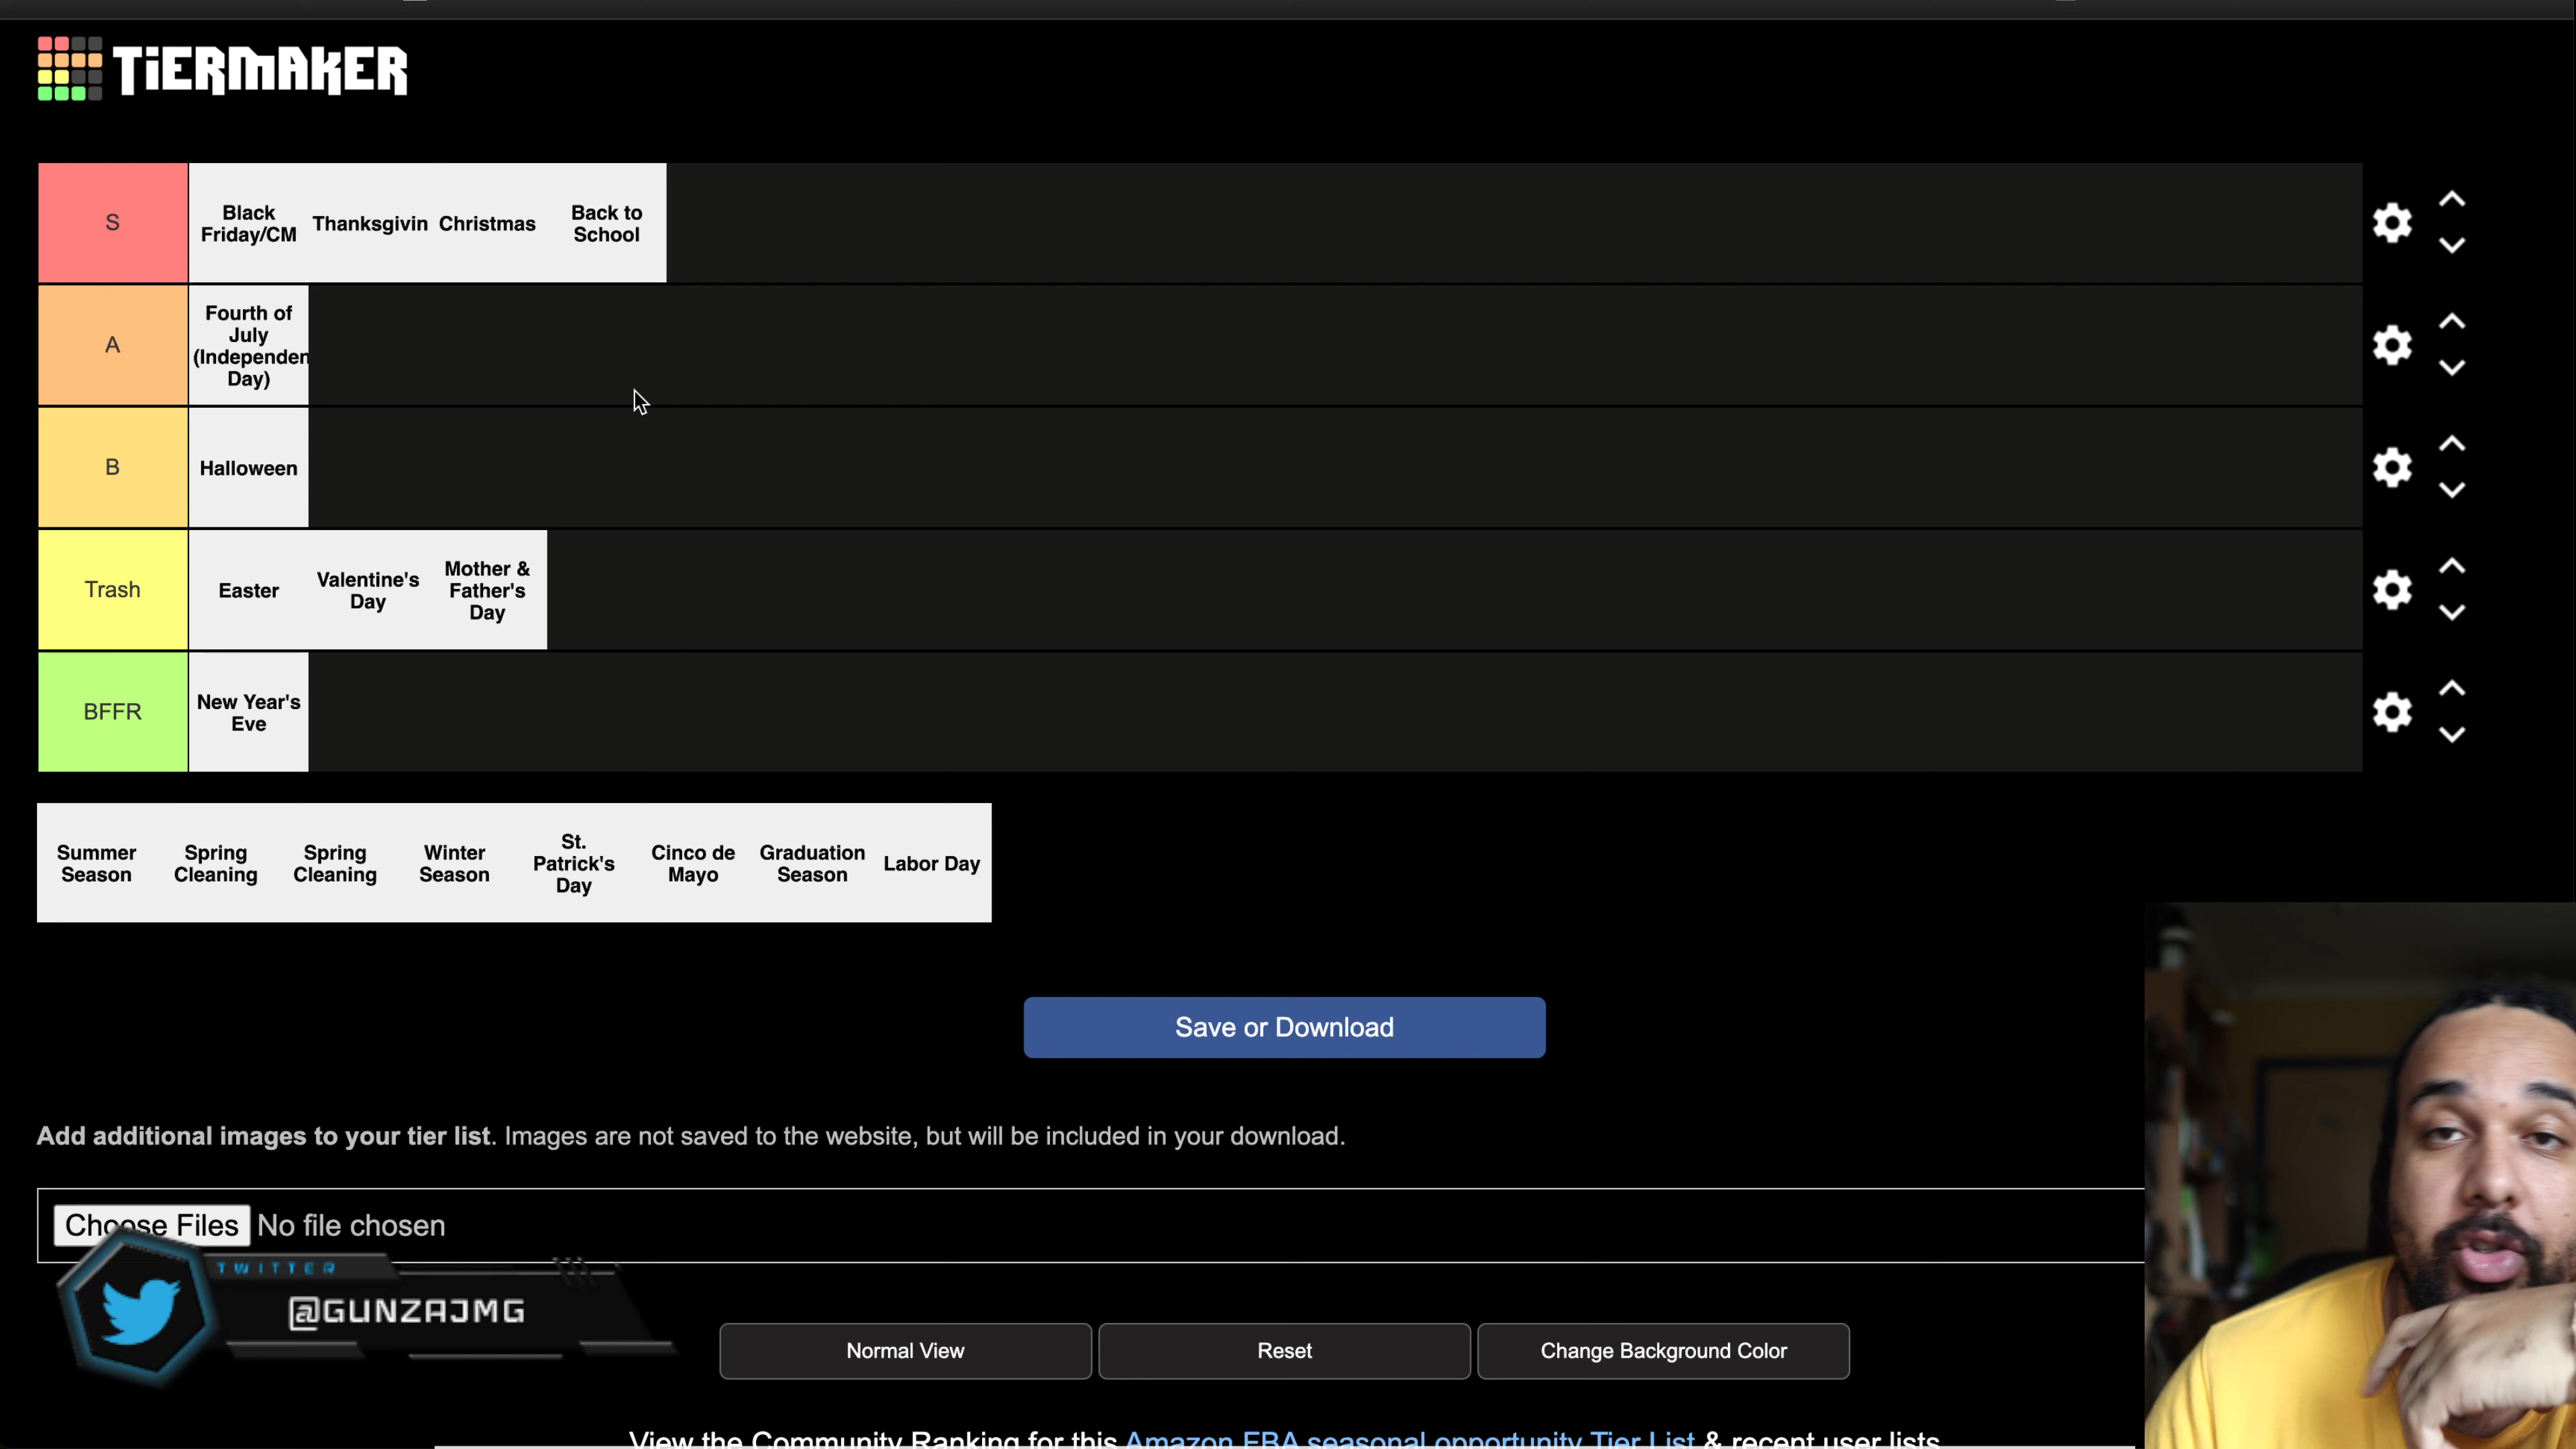 TiERMAKER
S
Black
Friday/CM
Thanksgivin
Christmas
Back to
School
A
Fourth of
July
(Independen
Day)
B
Halloween
Trash
Easter
Valentine's
Day
Mother &
Father's
Day
BFFR
New Year's
Eve
Summer
Season
Spring
Cleaning
Spring
Cleaning
Winter
Season
St.
Patrick's
Day
Cinco de
Mayo
Graduation
Season
Labor Day
Save or Download
Add additional images to your tier list. Images are not saved to the website, but will be included in your download.
Choose Files No file chosen
TWITTER
@GUNZAJMG
Normal View
Reset
Change Background Color
View the Community Ranking for this Amazon FBA seasonal opportunity Tier List & recent user lists